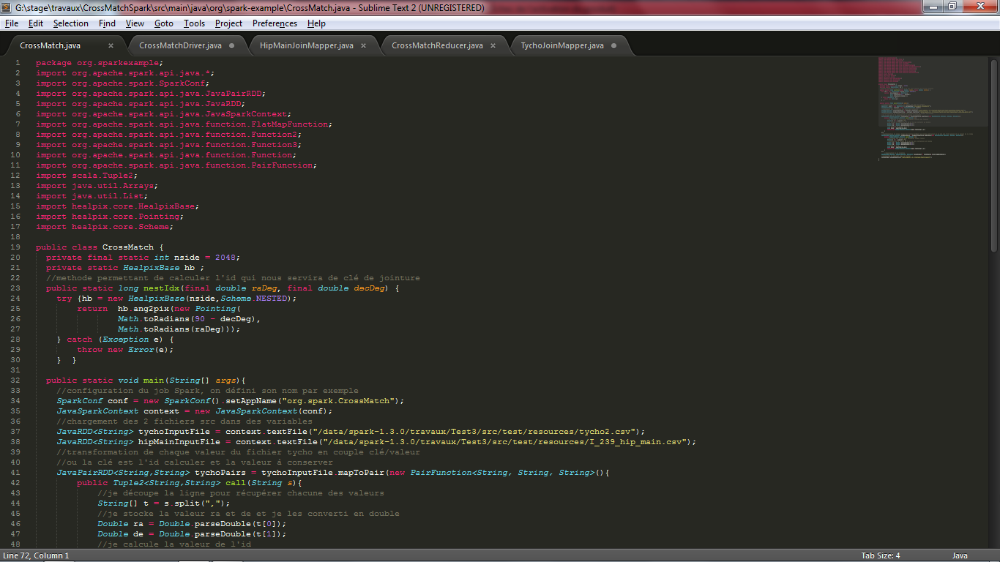 G:\stage\travaux\CrossMatchSpark\src\main\java\org\spark-example\CrossMatch.java - Sublime Text 2 (UNREGISTERED)
File Edit Selection Find View Goto Tools Project Preferences Help
CrossMatch.java × CrossMatchDriver.java HipMainJoinMapper.java × CrossMatchReducer.java × TychoJoinMapper.java
1 package org.sparkexample;
2 import org.apache.spark.api.java.*;
3 import org.apache.spark.SparkConf;
4 import org.apache.spark.api.java.JavaPairRDD;
5 import org.apache.spark.api.java.JavaRDD;
6 import org.apache.spark.api.java.JavaSparkContext;
7 import org.apache.spark.api.java.function.FlatMapFunction;
8 import org.apache.spark.api.java.function.Function2;
9 import org.apache.spark.api.java.function.Function3;
10 import org.apache.spark.api.java.function.Function;
11 import org.apache.spark.api.java.function.PairFunction;
12 import scala.Tuple2;
13 import java.util.Arrays;
14 import java.util.List;
15 import healpix.core.HealpixBase;
16 import healpix.core.Pointing;
17 import healpix.core.Scheme;
18
19 public class CrossMatch {
20 private final static int nside = 2048;
21 private static HealpixBase hb ;
22 //methode permettant de calculer l'id qui nous servira de clé de jointure
23 public static long nestIdx(final double raDeg, final double decDeg) {
24 try {hb = new HealpixBase(nside,Scheme.NESTED);
25 return hb.ang2pix(new Pointing(
26 Math.toRadians(90 - decDeg),
27 Math.toRadians(raDeg)));
28 } catch (Exception e) {
29 throw new Error(e);
30 } }
31
32 public static void main(String[] args){
33 //configuration du job Spark, on défini son nom par exemple
34 SparkConf conf = new SparkConf().setAppName("org.spark.CrossMatch");
35 JavaSparkContext context = new JavaSparkContext(conf);
36 //chargement des 2 fichiers src dans des variables
37 JavaRDD<String> tychoInputFile = context.textFile("/data/spark-1.3.0/travaux/Test3/src/test/resources/tycho2.csv");
38 JavaRDD<String> hipMainInputFile = context.textFile("/data/spark-1.3.0/travaux/Test3/src/test/resources/I_239_hip_main.csv");
39 //transformation de chaque valeur du fichier tycho en couple clé/valeur
40 //ou la clé est l'id calculer et la valeur à conserver
41 JavaPairRDD<String,String> tychoPairs = tychoInputFile.mapToPair(new PairFunction<String, String, String>(){
42 public Tuple2<String,String> call(String s){
43 //je découpe la ligne pour récupérer chacune des valeurs
44 String[] t = s.split(",");
45 //je stocke la valeur ra et de et je les converti en double
46 Double ra = Double.parseDouble(t[0]);
47 Double de = Double.parseDouble(t[1]);
48 //je calcule la valeur de l'id
Line 72, Column 1 Tab Size: 4 Java